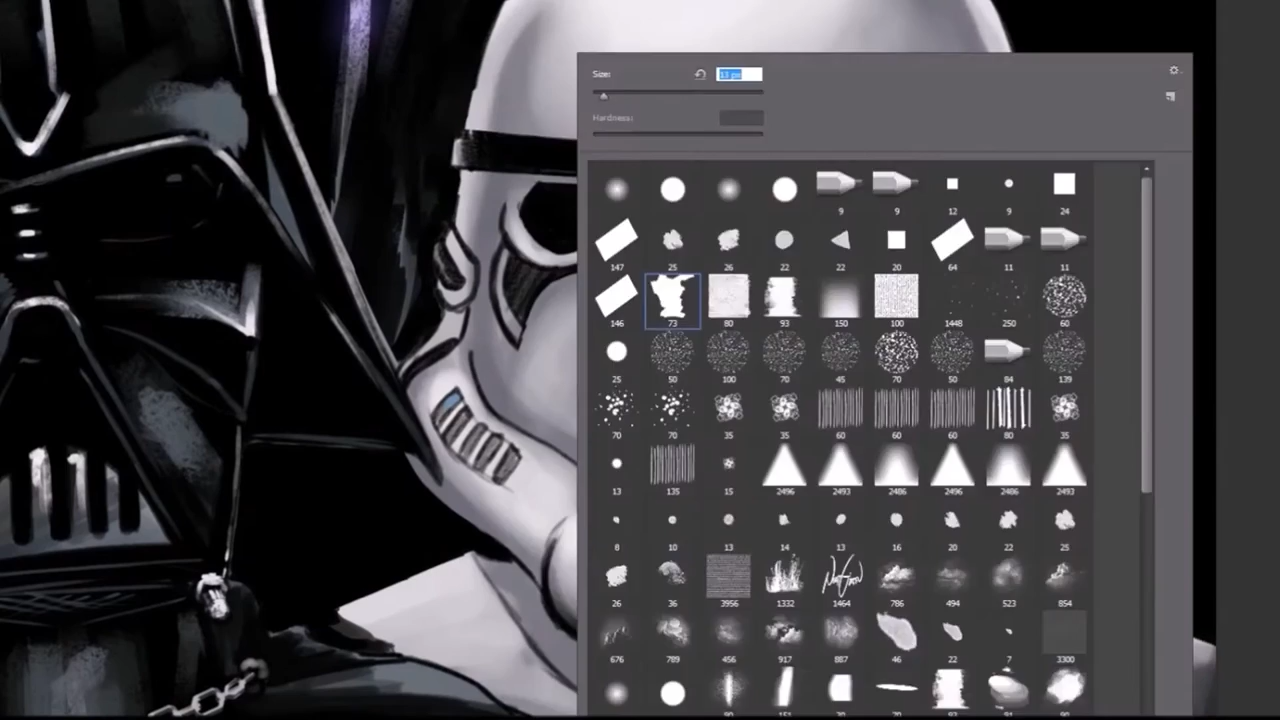 Size:
13 px
Hardness:
9 9 12 9 24
147 25 26 22 22 20 64 11 11
146 73 80 93 150 100 1448 250 60
25 50 100 70 45 70 50 84 139
70 70 35 35 60 60 60 80 35
13 135 15 2496 2493 2486 2496 2486 2493
8 10 13 14 13 16 20 22 25
26 36 3956 1332 1464 786 494 523 854
676 789 456 917 887 46 22 7 3300